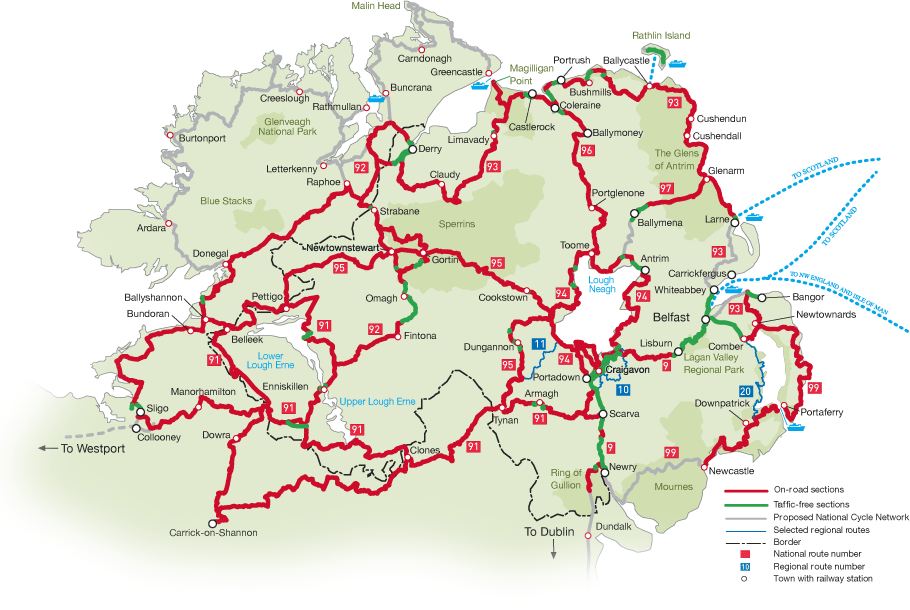 Malin Head
Rathlin Island
Carndonagh
Greencastle
Magilligan
Point
Portrush
Ballycastle
Buncrana
Creeslough
Rathmullan
Bushmills
Coleraine
Castlerock
93
Cushendun
Glenveagh
National Park
Burtonport
Limavady
Ballymoney
Cushendall
Derry
96
The Glens
of Antrim
Letterkenny
92
93
Claudy
Glenarm
TO SCOTLAND
Raphoe
97
Blue Stacks
Portglenone
Strabane
Ballymena
Larne
TO SCOTLAND
Ardara
Sperrins
Newtownstewart
Toome
93
Donegal
Gortin
95
95
Antrim
Carrickfergus
TO NW ENGLAND AND ISLE OF MAN
Lough
Neagh
Whiteabbey
Ballyshannon
Pettigo
Omagh
Cookstown
94
94
Bangor
Bundoran
93
Newtownards
Belfast
91
92
Fintona
Belleek
Dungannon
11
Lisburn
Comber
91
Lower
Lough Erne
95
94
9
Lagan Valley
Regional Park
Craigavon
Enniskillen
Portadown
10
20
99
Manorhamilton
Armagh
Upper Lough Erne
Downpatrick
Sligo
91
91
Scarva
Portaferry
Tynan
Collooney
Dowra
91
To Westport
91
9
Clones
99
Newry
Newcastle
Ring of
Gullion
Mournes
On-road sections
Taffic-free sections
Proposed National Cycle Network
Selected regional routes
Carrick-on-Shannon
To Dublin
Dundalk
Border
National route number
10
Regional route number
Town with railway station